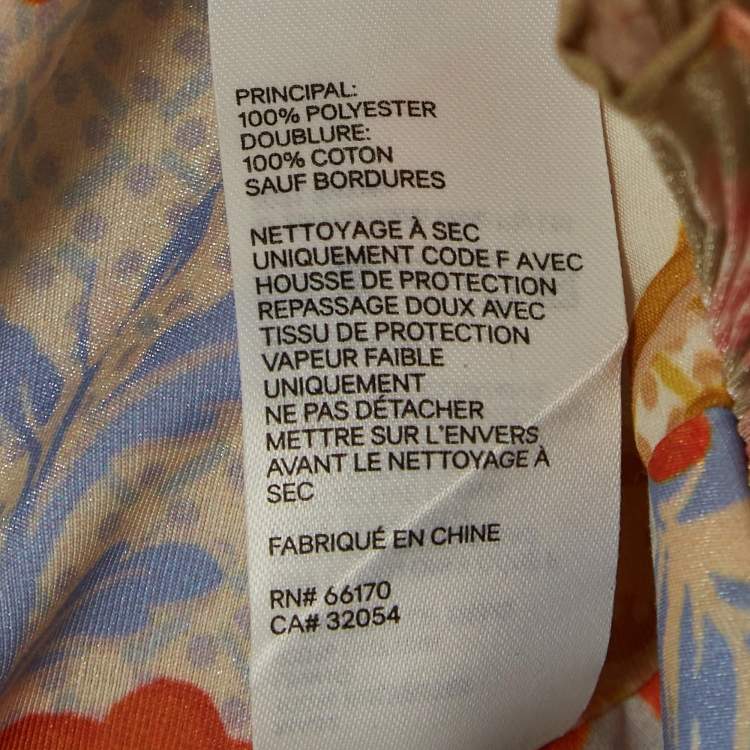 PRINCIPAL:
100% POLYESTER
DOUBLURE:
100% COTON
SAUF BORDURES
NETTOYAGE À SEC
UNIQUEMENT CODE F AVEC
HOUSSE DE PROTECTION
REPASSAGE DOUX AVEC
TISSU DE PROTECTION
VAPEUR FAIBLE
UNIQUEMENT
NE PAS DÉTACHER
METTRE SUR L'ENVERS
AVANT LE NETTOYAGE À
SEC
FABRIQUÉ EN CHINE
RN# 66170
CA# 32054